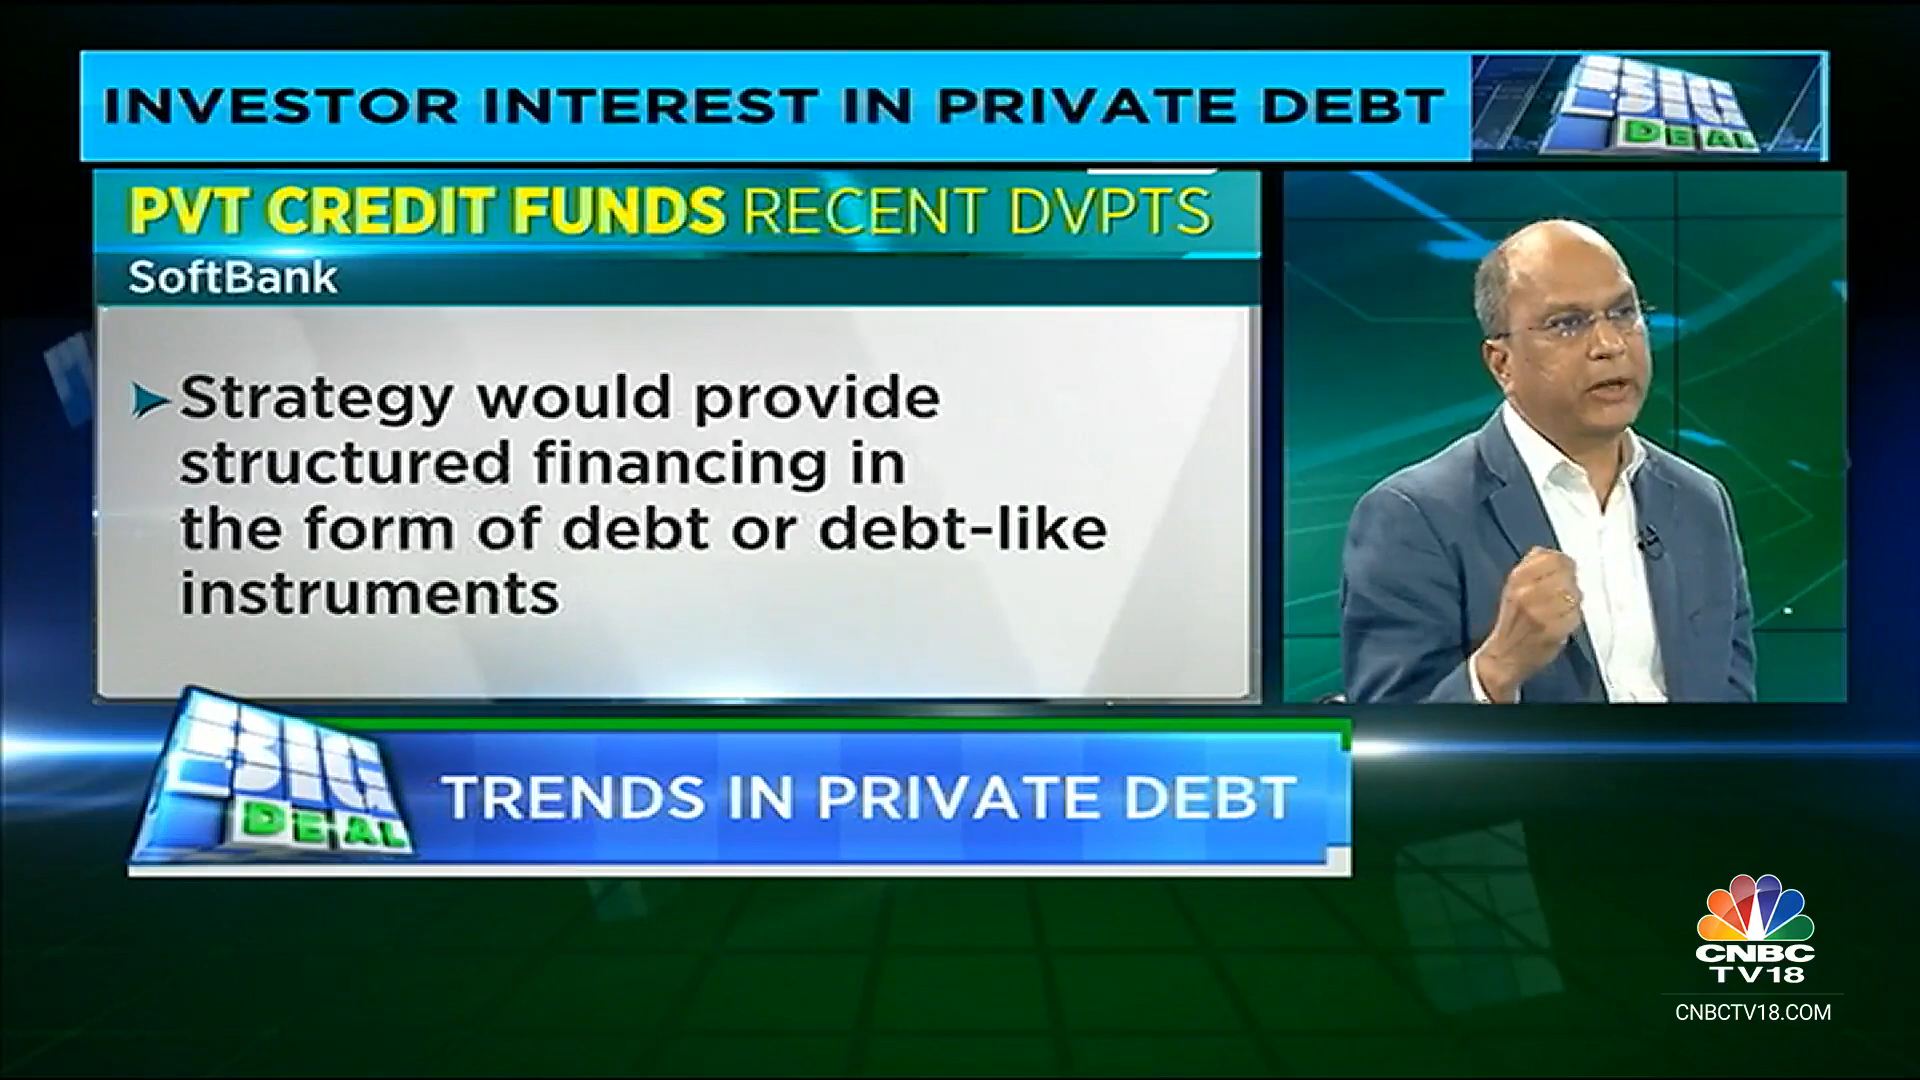 INVESTOR INTEREST IN PRIVATE DEBT
BIG
DEAL
PVT CREDIT FUNDS RECENT DVPTS
SoftBank
Strategy would provide
structured financing in
the form of debt or debt-like
instruments
BIG
DEAL
TRENDS IN PRIVATE DEBT
CNBC
TV18
CNBCTV18.COM